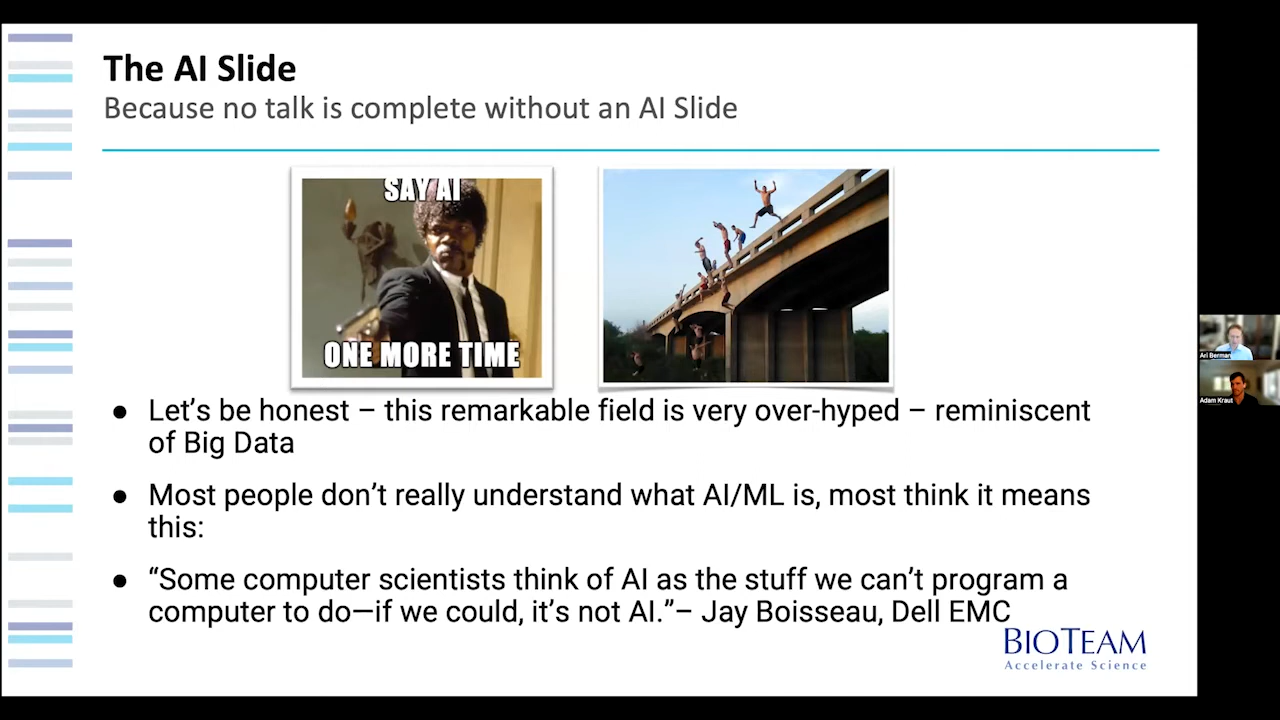 The AI Slide
Because no talk is complete without an AI Slide
SAY AI
ONE MORE TIME
● Let's be honest – this remarkable field is very over-hyped – reminiscent
of Big Data
● Most people don't really understand what AI/ML is, most think it means
this:
● “Some computer scientists think of AI as the stuff we can't program a
computer to do—if we could, it's not AI.”– Jay Boisseau, Dell EMC
BIOTEAM
Accelerate Science
Ari Berman
Adam Kraut